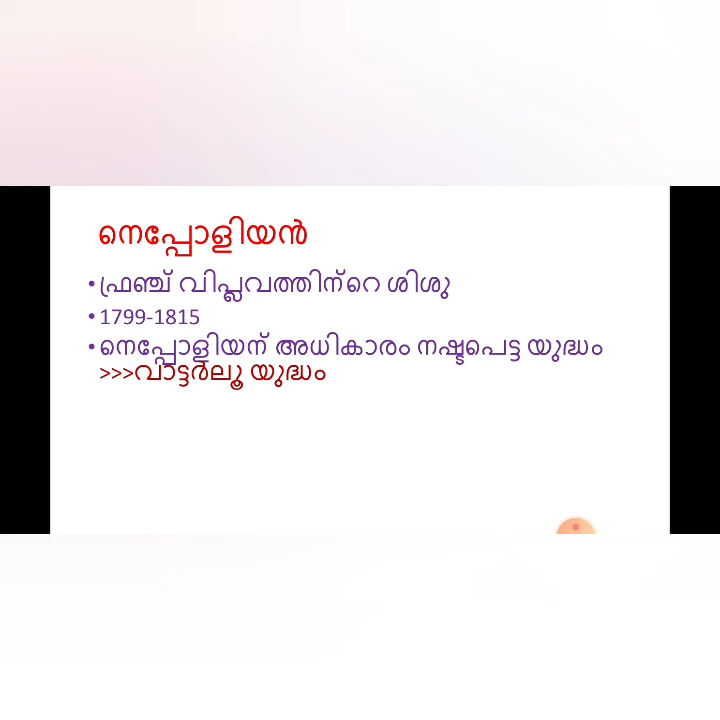 നെപ്പോളിയൻ
• ഫ്രഞ്ച് വിപ്ലവത്തിന്റെ ശിശു
• 1799-1815
• നെപ്പോളിയന് അധികാരം നഷ്ടപെട്ട യുദ്ധം
>>>വാട്ടർലൂ യുദ്ധം